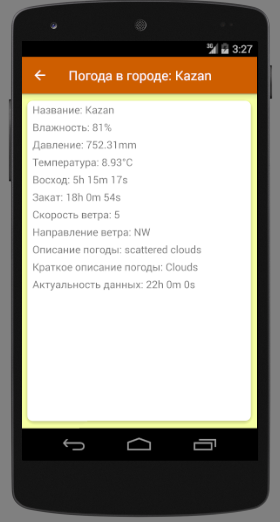 3G 3:27
Погода в городе: Kazan
Название: Kazan
Влажность: 81%
Давление: 752.31mm
Температура: 8.93°C
Восход: 5h 15m 17s
Закат: 18h 0m 54s
Скорость ветра: 5
Направление ветра: NW
Описание погоды: scattered clouds
Краткое описание погоды: Clouds
Актуальность данных: 22h 0m 0s